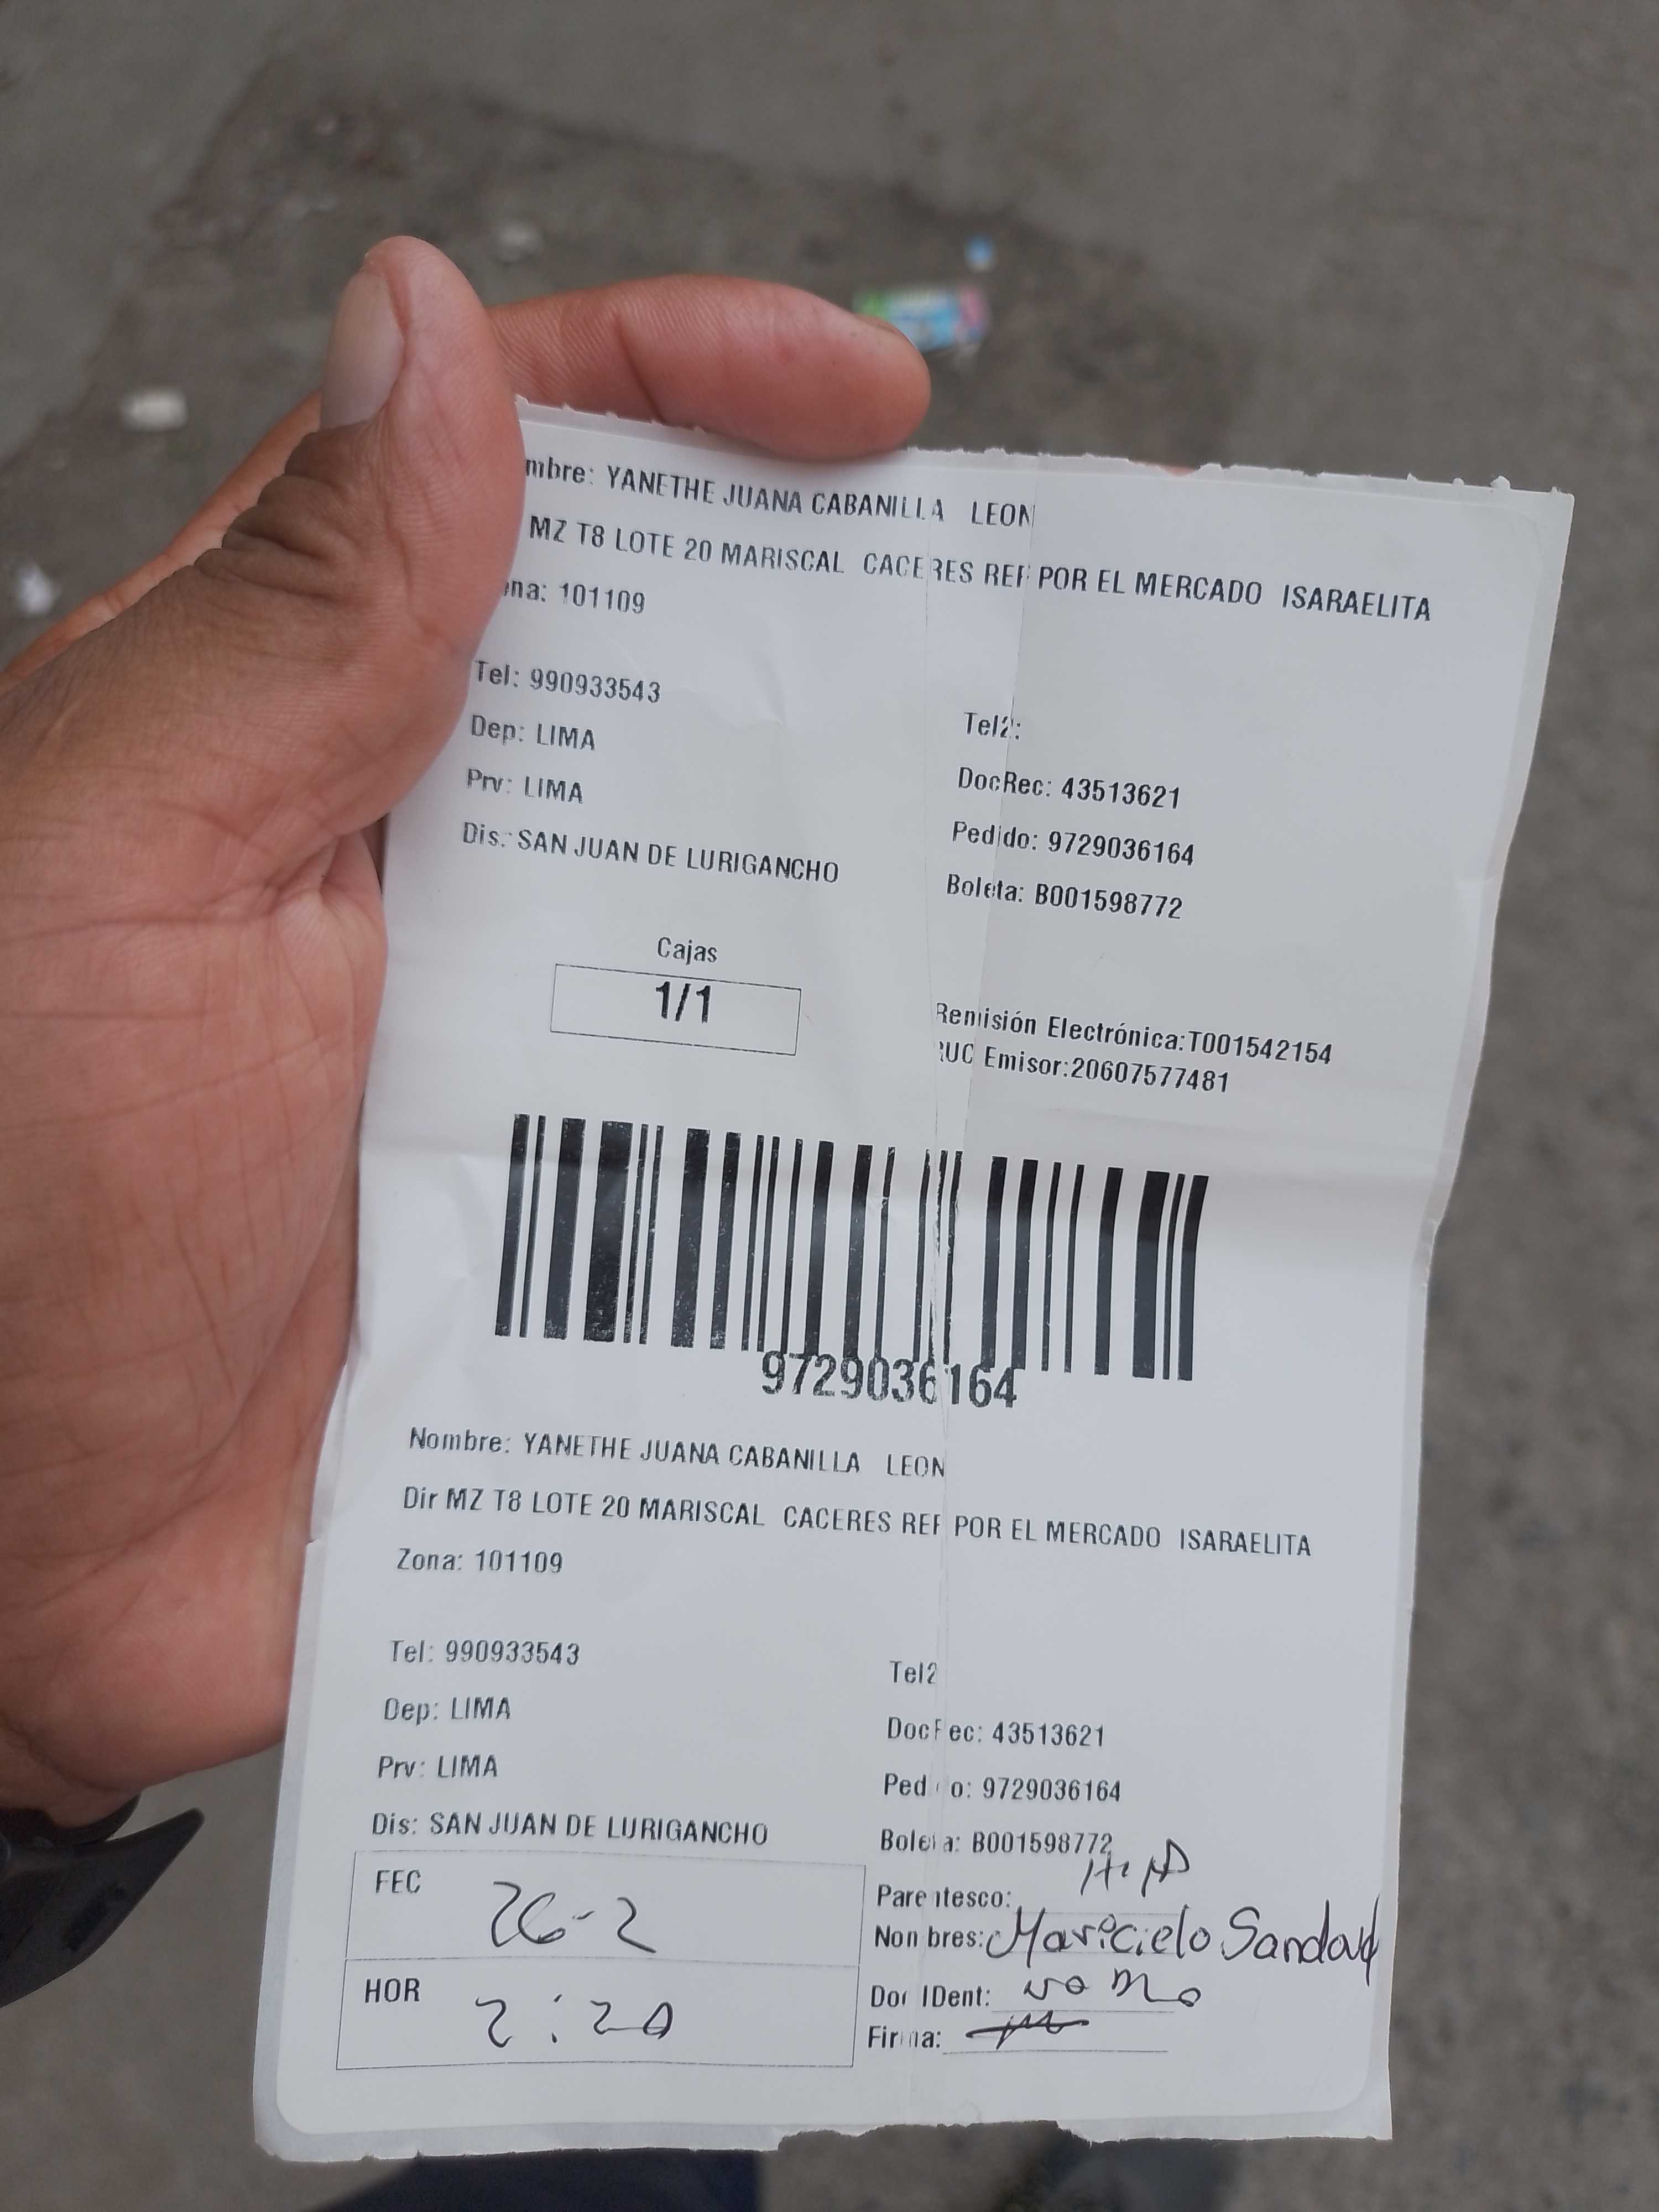 mbre: YANETHE JUANA CABANILLA LEON
MZ T8 LOTE 20 MARISCAL CACERES REF POR EL MERCADO ISARAELITA
ona: 101109
Tel: 990933543
Tel2:
Dep: LIMA
DocRec: 43513621
Prv: LIMA
Pedido: 9729036164
Dis: SAN JUAN DE LURIGANCHO
Boleta: B001598772
Cajas
1/1
Remisión Electrónica:T001542154
RUC Emisor:20607577481
9729036164
Nombre: YANETHE JUANA CABANILLA LEON
Dir MZ T8 LOTE 20 MARISCAL CACERES REF POR EL MERCADO ISARAELITA
Zona: 101109
Tel: 990933543
Tel2
Dep: LIMA
DocRec: 43513621
Prv: LIMA
Pedido: 9729036164
Dis: SAN JUAN DE LURIGANCHO
Boleta: B001598772
FEC 26-2
Parentesco:
Nombres: Maricielo Sandoval
HOR 2:20
Doc IDent:
Firma: